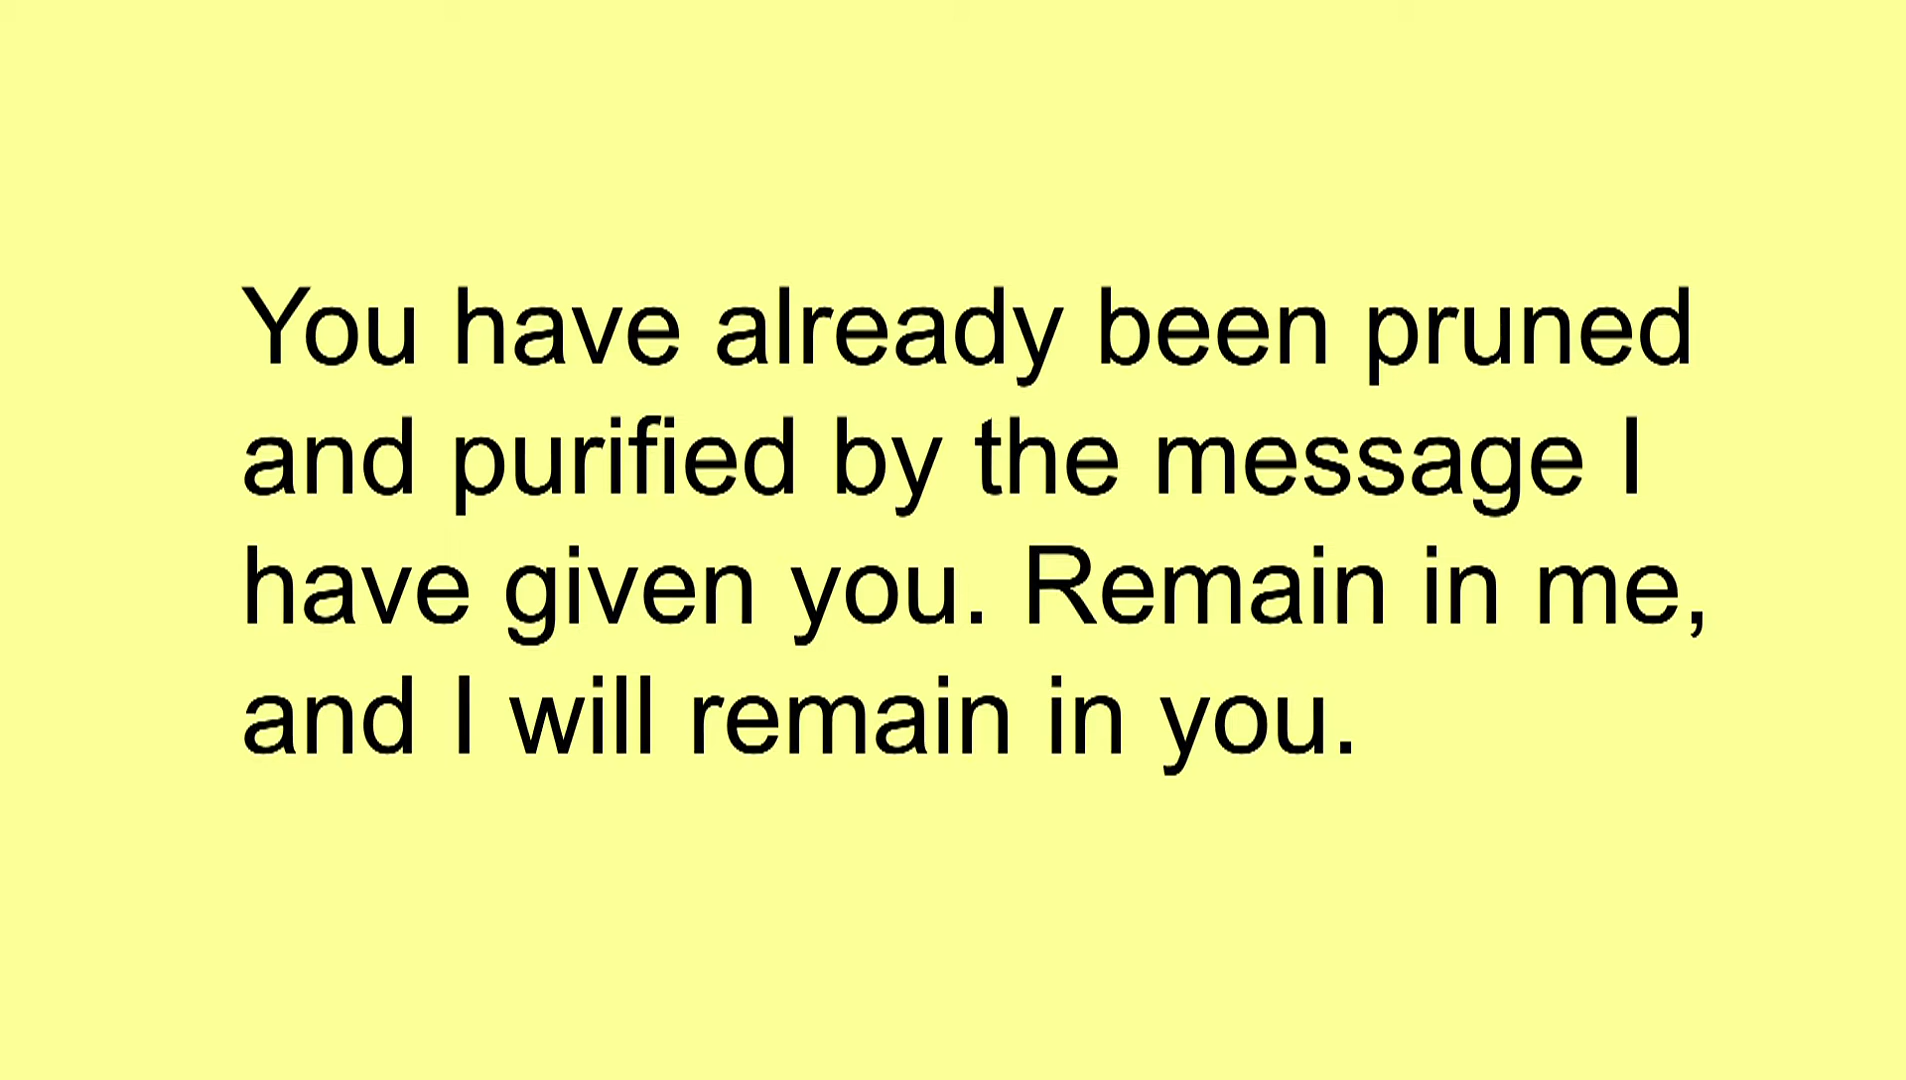 You have already been pruned
and purified by the message I
have given you. Remain in me,
and I will remain in you.